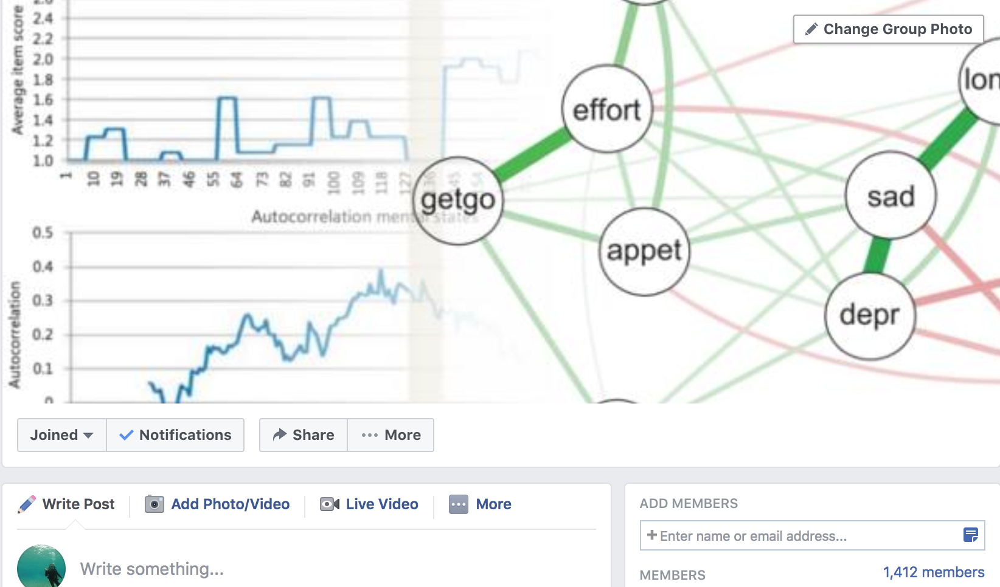 Average item score
2.6
2.4
2.2
2.0
1.8
1.6
1.4
1.2
1.0
1 10 19 28 37 46 55 64 73 82 91 100 109 118 127 136 145 154
Autocorrelation mental states
Autocorrelation
0.5
0.4
0.3
0.2
0.1
0
effort
getgo
appet
sad
depr
lon
Change Group Photo
Joined
Notifications
Share
More
Write Post
Add Photo/Video
Live Video
More
Write something...
ADD MEMBERS
Enter name or email address...
MEMBERS
1,412 members